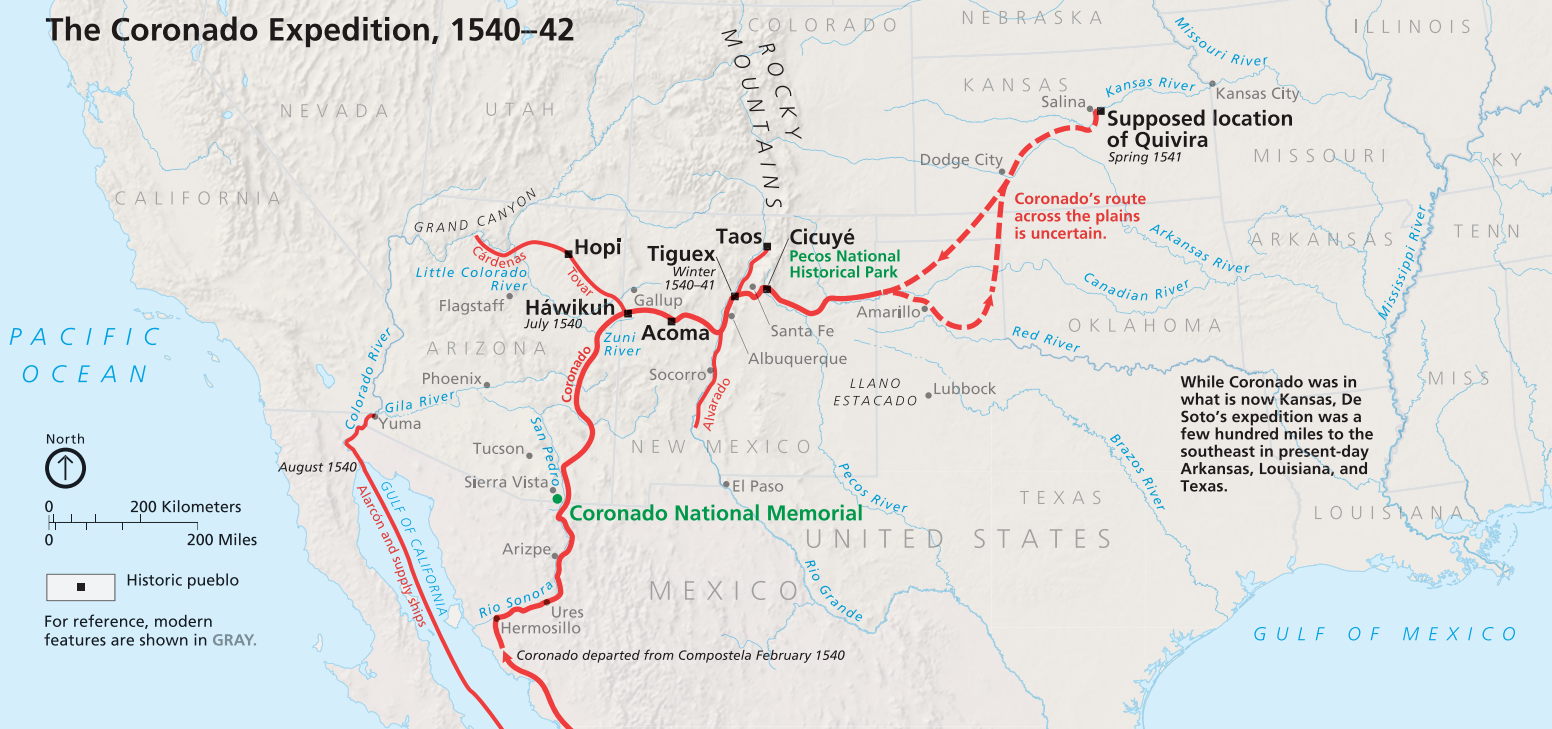 The Coronado Expedition, 1540–42
COLORADO
NEBRASKA
ILLINOIS
ROCKY
MOUNTAINS
Missouri River
NEVADA
UTAH
KANSAS
Kansas River
Kansas City
Salina
Supposed location
of Quivira
Spring 1541
Dodge City
MISSOURI
KY
CALIFORNIA
GRAND CANYON
Coronado's route
across the plains
is uncertain.
Taos
Cicuyé
Pecos National
Historical Park
Hopi
Tiguex
Winter
1540–41
Cárdenas
Tovar
Little Colorado
River
Arkansas River
ARKANSAS
TENN
Mississippi River
Flagstaff
Háwikuh
July 1540
Gallup
Canadian River
Amarillo
PACIFIC
OCEAN
Acoma
Santa Fe
OKLAHOMA
Red River
Zuni
River
ARIZONA
Albuquerque
Colorado River
Coronado
Phoenix
Socorro
Alvarado
LLANO
ESTACADO
Lubbock
MISS
While Coronado was in
what is now Kansas, De
Soto's expedition was a
few hundred miles to the
southeast in present-day
Arkansas, Louisiana, and
Texas.
Gila River
Yuma
San Pedro
North
Tucson
NEW MEXICO
Brazos River
August 1540
Sierra Vista
El Paso
Pecos River
TEXAS
0
200 Kilometers
0
200 Miles
Coronado National Memorial
LOUISIANA
UNITED STATES
Alarcón and supply ships
GULF OF CALIFORNIA
Arizpe
Historic pueblo
MEXICO
Rio Grande
Rio Sonora
Ures
Hermosillo
For reference, modern
features are shown in GRAY.
GULF OF MEXICO
Coronado departed from Compostela February 1540